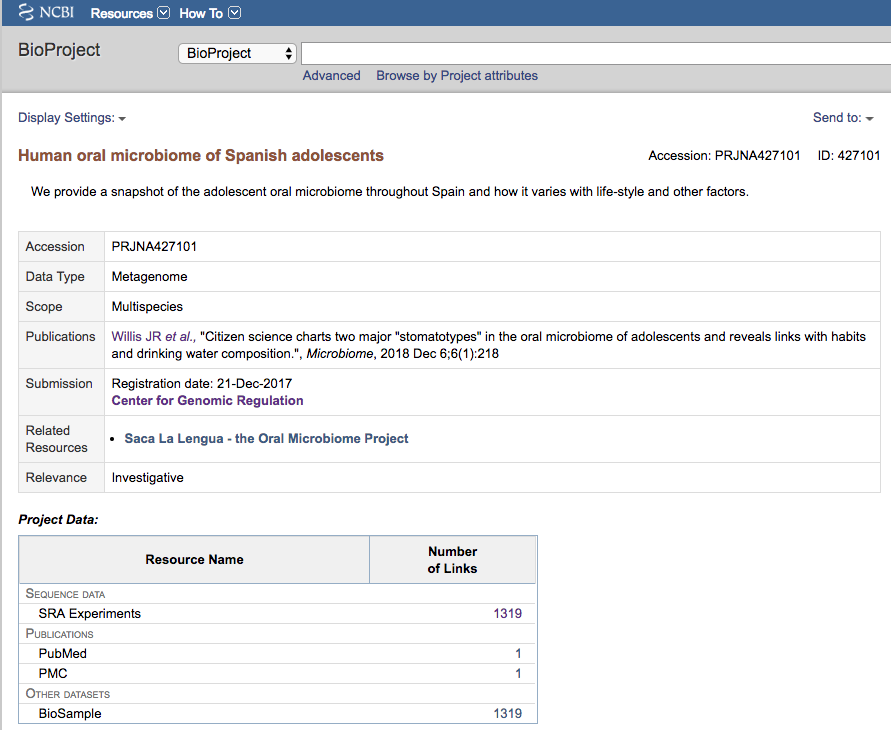 NCBI Resources How To
BioProject BioProject
Advanced Browse by Project attributes
Display Settings: Send to:
Human oral microbiome of Spanish adolescents Accession: PRJNA427101 ID: 427101
We provide a snapshot of the adolescent oral microbiome throughout Spain and how it varies with life-style and other factors.
Accession PRJNA427101
Data Type Metagenome
Scope Multispecies
Publications Willis JR et al., "Citizen science charts two major "stomatotypes" in the oral microbiome of adolescents and reveals links with habits
and drinking water composition.", Microbiome, 2018 Dec 6;6(1):218
Submission Registration date: 21-Dec-2017
Center for Genomic Regulation
Related
Resources
• Saca La Lengua - the Oral Microbiome Project
Relevance Investigative
Project Data:
Resource Name Number
of Links
SEQUENCE DATA
SRA Experiments 1319
PUBLICATIONS
PubMed 1
PMC 1
OTHER DATASETS
BioSample 1319